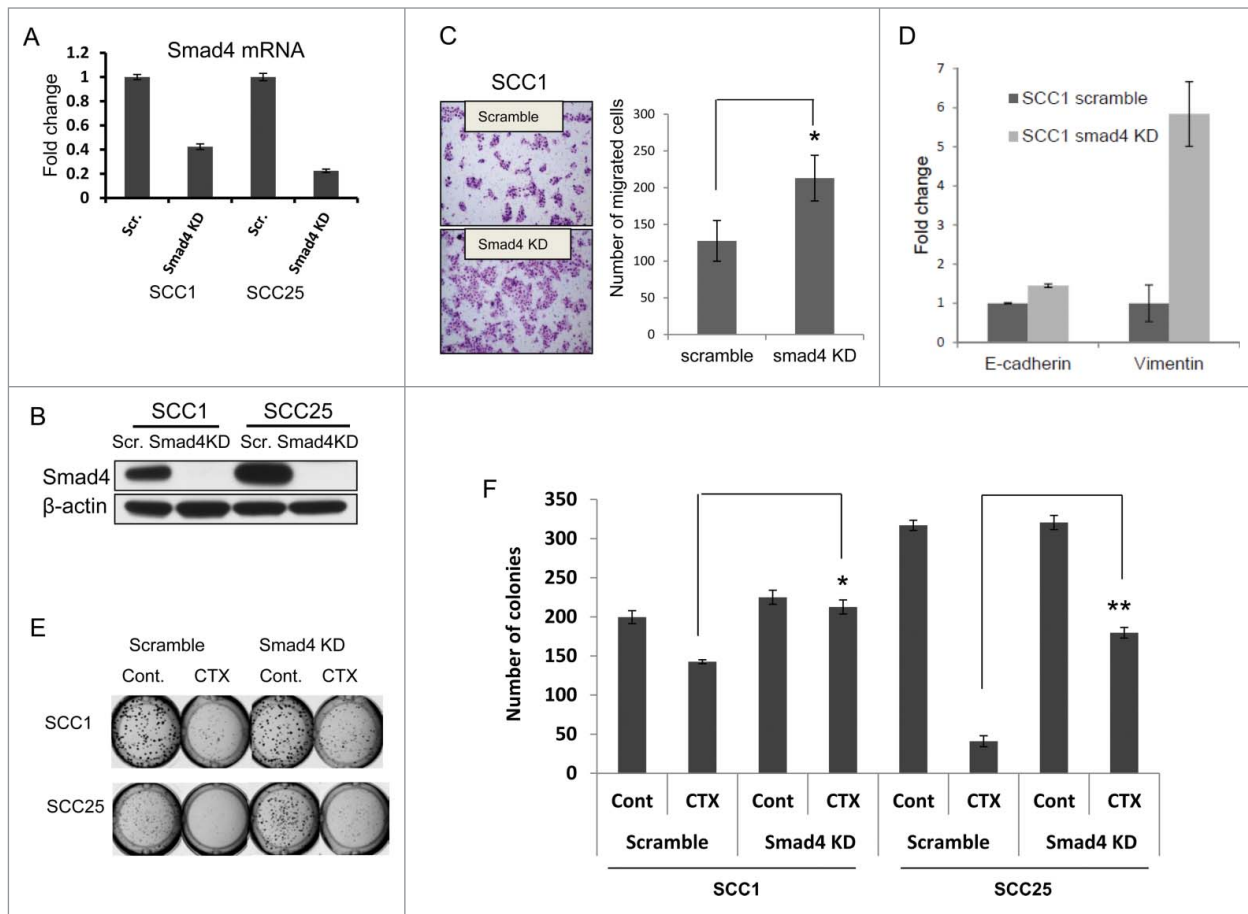 A
Smad4 mRNA
Fold change
1.2
1
0.8
0.6
0.4
0.2
0
Scr.
Smad4 KD
Scr.
Smad4 KD
SCC1
SCC25
C
SCC1
Scramble
Smad4 KD
Number of migrated cells
300
250
200
150
100
50
0
*
scramble
smad4 KD
D
Fold change
7
6
5
4
3
2
1
0
SCC1 scramble
SCC1 smad4 KD
E-cadherin
Vimentin
B
SCC1
SCC25
Scr. Smad4KD
Scr. Smad4KD
Smad4
β-actin
E
Scramble
Smad4 KD
Cont.
CTX
Cont.
CTX
SCC1
SCC25
F
Number of colonies
350
300
250
200
150
100
50
0
*
**
Cont
CTX
Cont
CTX
Cont
CTX
Cont
CTX
Scramble
Smad4 KD
Scramble
Smad4 KD
SCC1
SCC25